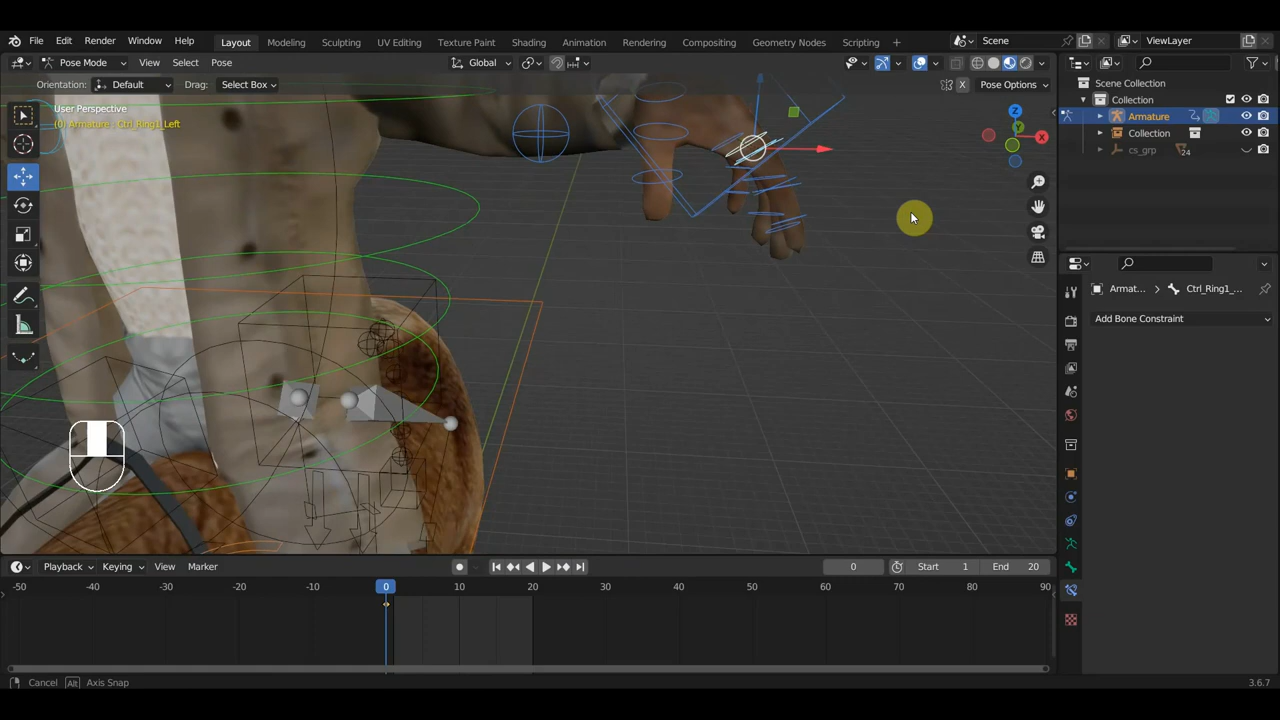 File Edit Render Window Help
Layout Modeling Sculpting UV Editing Texture Paint Shading Animation Rendering Compositing Geometry Nodes Scripting +
Scene
ViewLayer
Pose Mode View Select Pose
Global
Orientation: Default Drag: Select Box
X Pose Options
User Perspective
(0) Armature : Ctrl_Ring1_Left
Z
Y
X
Scene Collection
Collection
Armature
Collection
cs_grp
24
Armat... > Ctrl_Ring1_...
Add Bone Constraint
Playback Keying View Marker
0 Start 1 End 20
-50 -40 -30 -20 -10 0 10 20 30 40 50 60 70 80 90
Cancel Alt Axis Snap
3.6.7